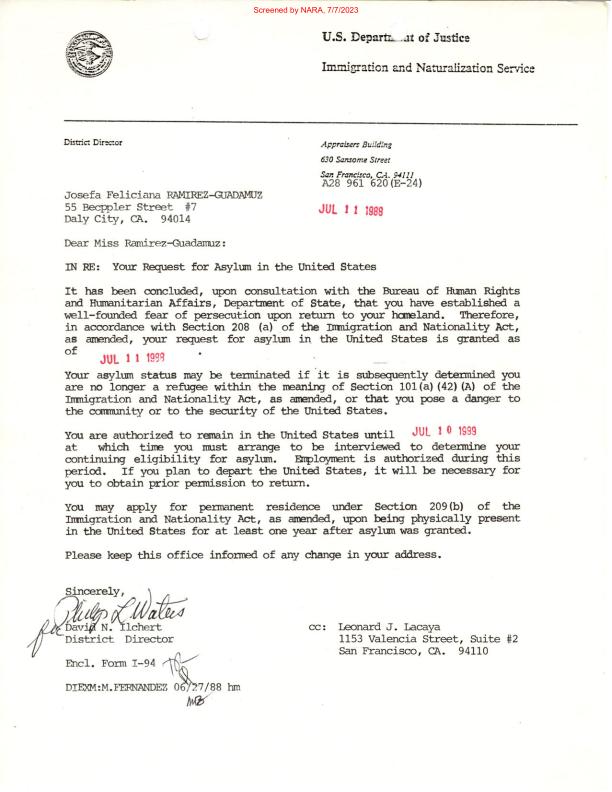 Screened by NARA, 7/7/2023
U.S. Department of Justice
Immigration and Naturalization Service
District Director
Appraisers Building
630 Sansome Street
San Francisco, CA. 94111
A28 961 620 (E-24)
Josefa Feliciana RAMIREZ-GUADAMUZ
55 Becppler Street #7
Daly City, CA. 94014
JUL 11 1989
Dear Miss Ramirez-Guadamuz:
IN RE: Your Request for Asylum in the United States
It has been concluded, upon consultation with the Bureau of Human Rights
and Humanitarian Affairs, Department of State, that you have established a
well-founded fear of persecution upon return to your homeland. Therefore,
in accordance with Section 208 (a) of the Immigration and Nationality Act,
as amended, your request for asylum in the United States is granted as
of JUL 11 1999
Your asylum status may be terminated if it is subsequently determined you
are no longer a refugee within the meaning of Section 101(a)(42)(A) of the
Immigration and Nationality Act, as amended, or that you pose a danger to
the community or to the security of the United States.
You are authorized to remain in the United States until JUL 10 1999
at which time you must arrange to be interviewed to determine your
continuing eligibility for asylum. Employment is authorized during this
period. If you plan to depart the United States, it will be necessary for
you to obtain prior permission to return.
You may apply for permanent residence under Section 209(b) of the
Immigration and Nationality Act, as amended, upon being physically present
in the United States for at least one year after asylum was granted.
Please keep this office informed of any change in your address.
Sincerely,
Philip L Waters
for David N. Ilchert
District Director
cc: Leonard J. Lacaya
1153 Valencia Street, Suite #2
San Francisco, CA. 94110
Encl. Form I-94
DIEXM:M.FERNANDEZ 06/27/88 hm